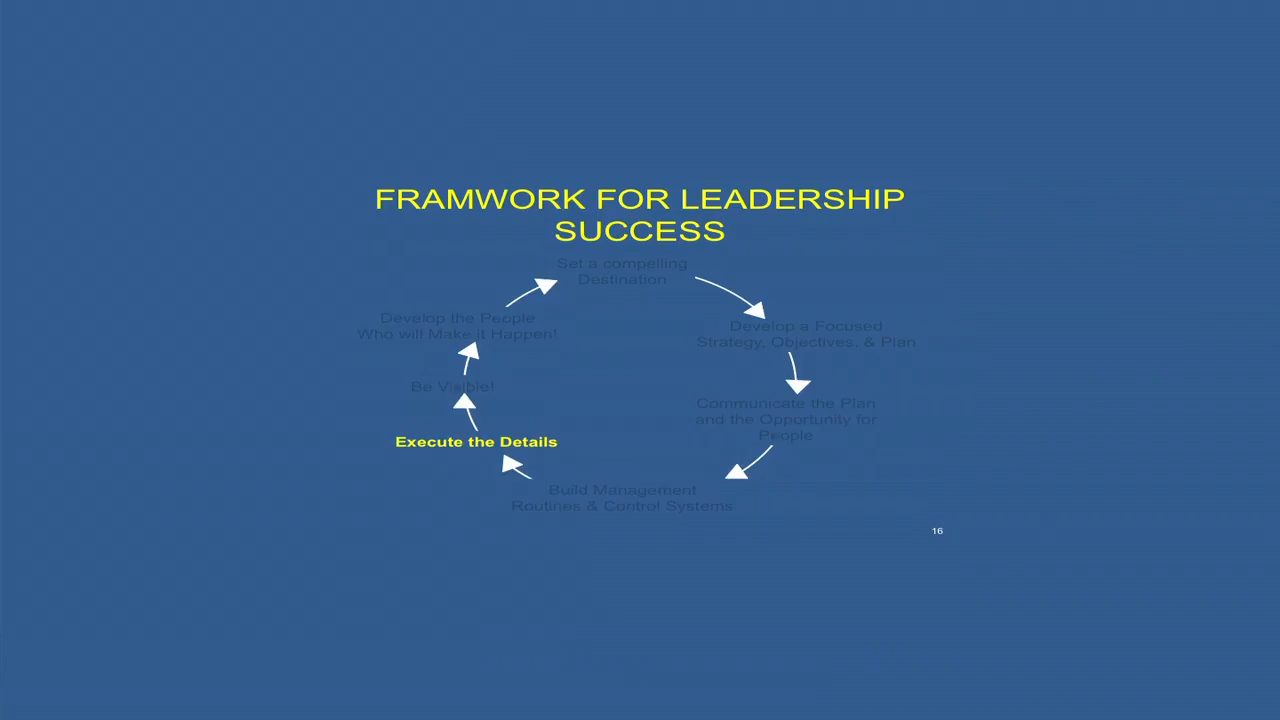 FRAMWORK FOR LEADERSHIP
SUCCESS
Set a compelling
Destination
Develop a Focused
Strategy, Objectives, & Plan
Communicate the Plan
and the Opportunity for
People
Build Management
Routines & Control Systems
Execute the Details
Be Visible!
Develop the People
Who will Make it Happen!
16